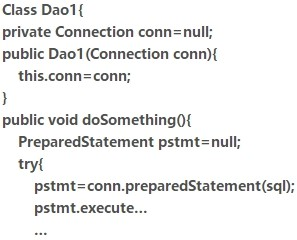 Class Dao1{
private Connection conn=null;
public Dao1(Connection conn){
this.conn=conn;
}
public void doSomething(){
PreparedStatement pstmt=null;
try{
pstmt=conn.preparedStatement(sql);
pstmt.execute...
...